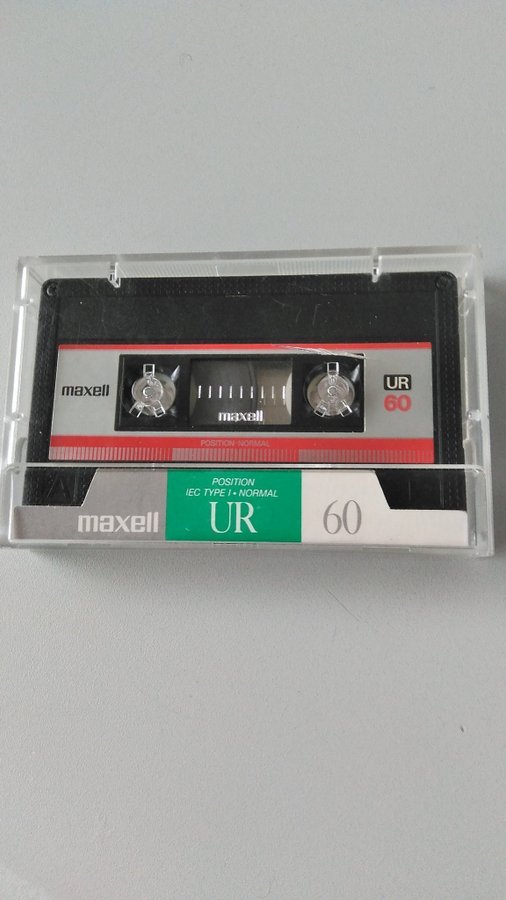 maxell
maxell
UR
60
POSITION NORMAL
POSITION
IEC TYPE I • NORMAL
maxell
UR
60